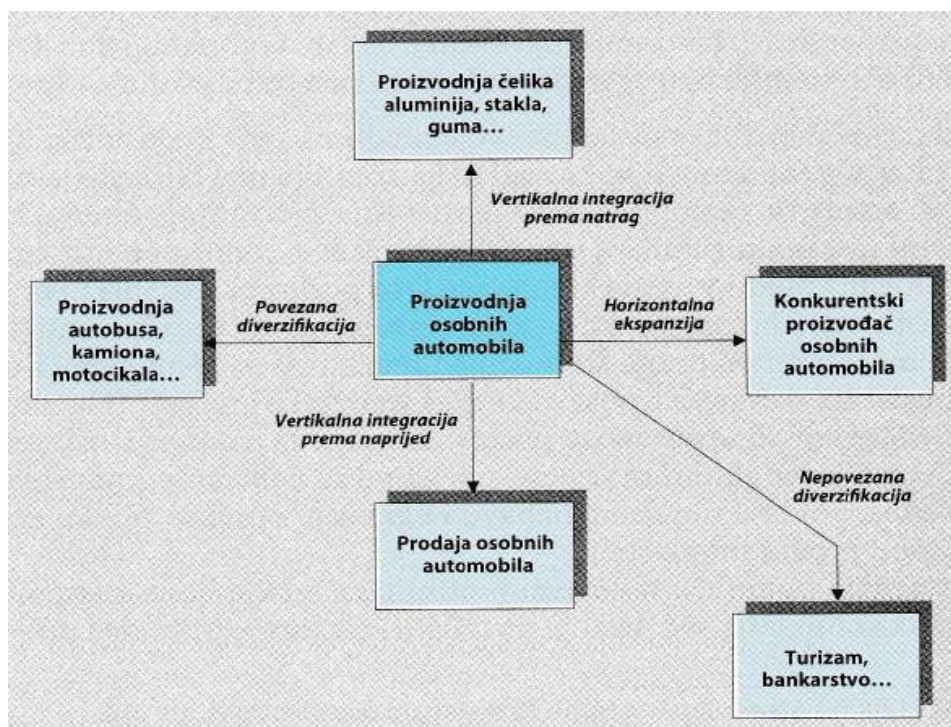 Proizvodnja čelika
aluminija, stakla,
guma...
Vertikalna integracija
prema natrag
Proizvodnja
autobusa,
kamiona,
motocikala...
Povezana
diverzifikacija
Proizvodnja
osobnih
automobila
Horizontalna
ekspanzija
Konkurentski
proizvođač
osobnih
automobila
Vertikalna integracija
prema naprijed
Nepovezana
diverzifikacija
Prodaja osobnih
automobila
Turizam,
bankarstvo...